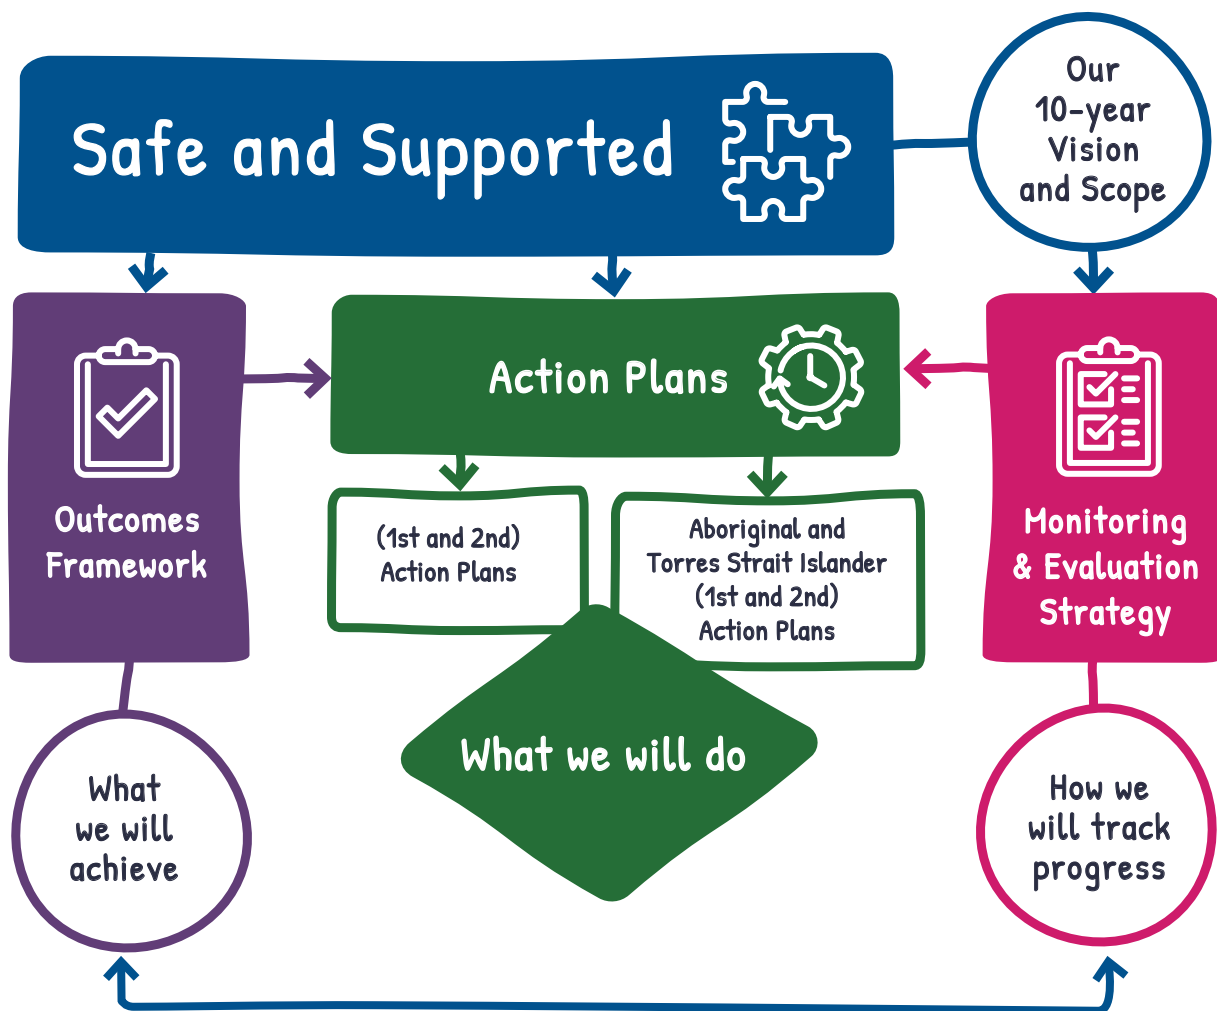 Safe and Supported
Our
10-year
Vision
and Scope
Action Plans
Outcomes
Framework
(1st and 2nd)
Action Plans
Aboriginal and
Torres Strait Islander
(1st and 2nd)
Action Plans
Monitoring
& Evaluation
Strategy
What we will do
What
we will
achieve
How we
will track
progress